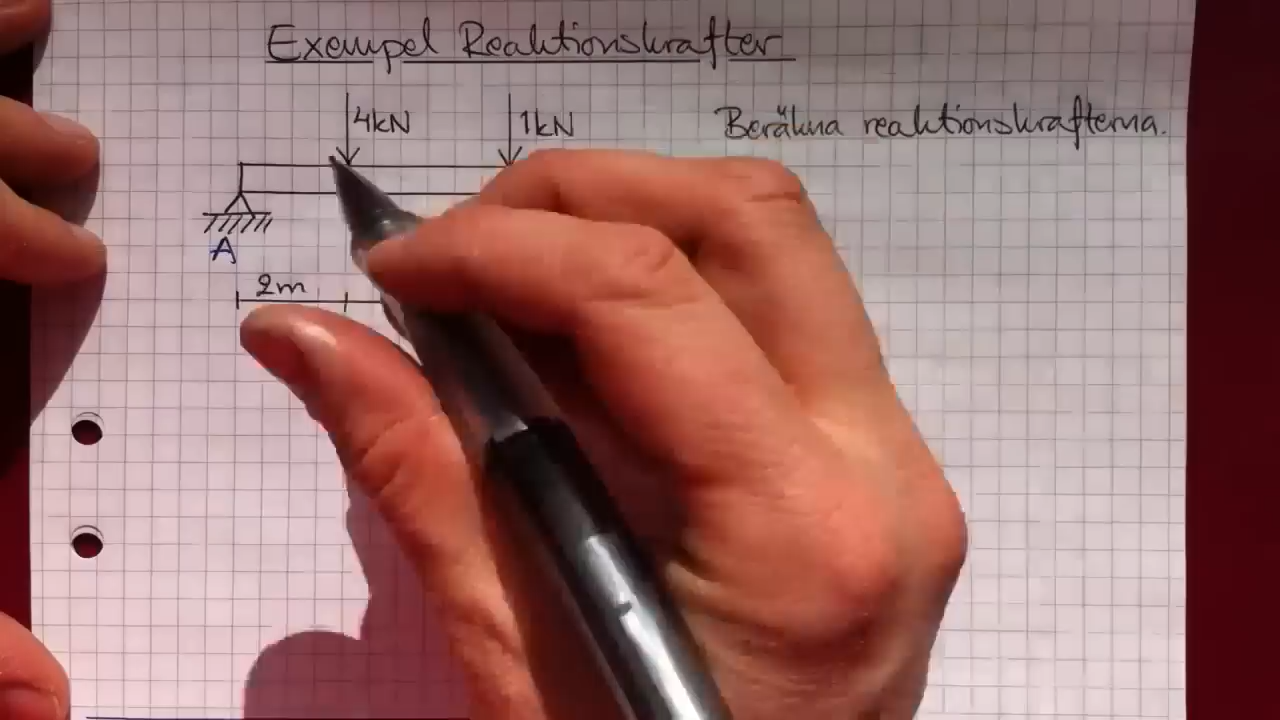 Exempel Reaktionskrafter
4kN
1kN
Beräkna reaktionskrafterna.
A
2m